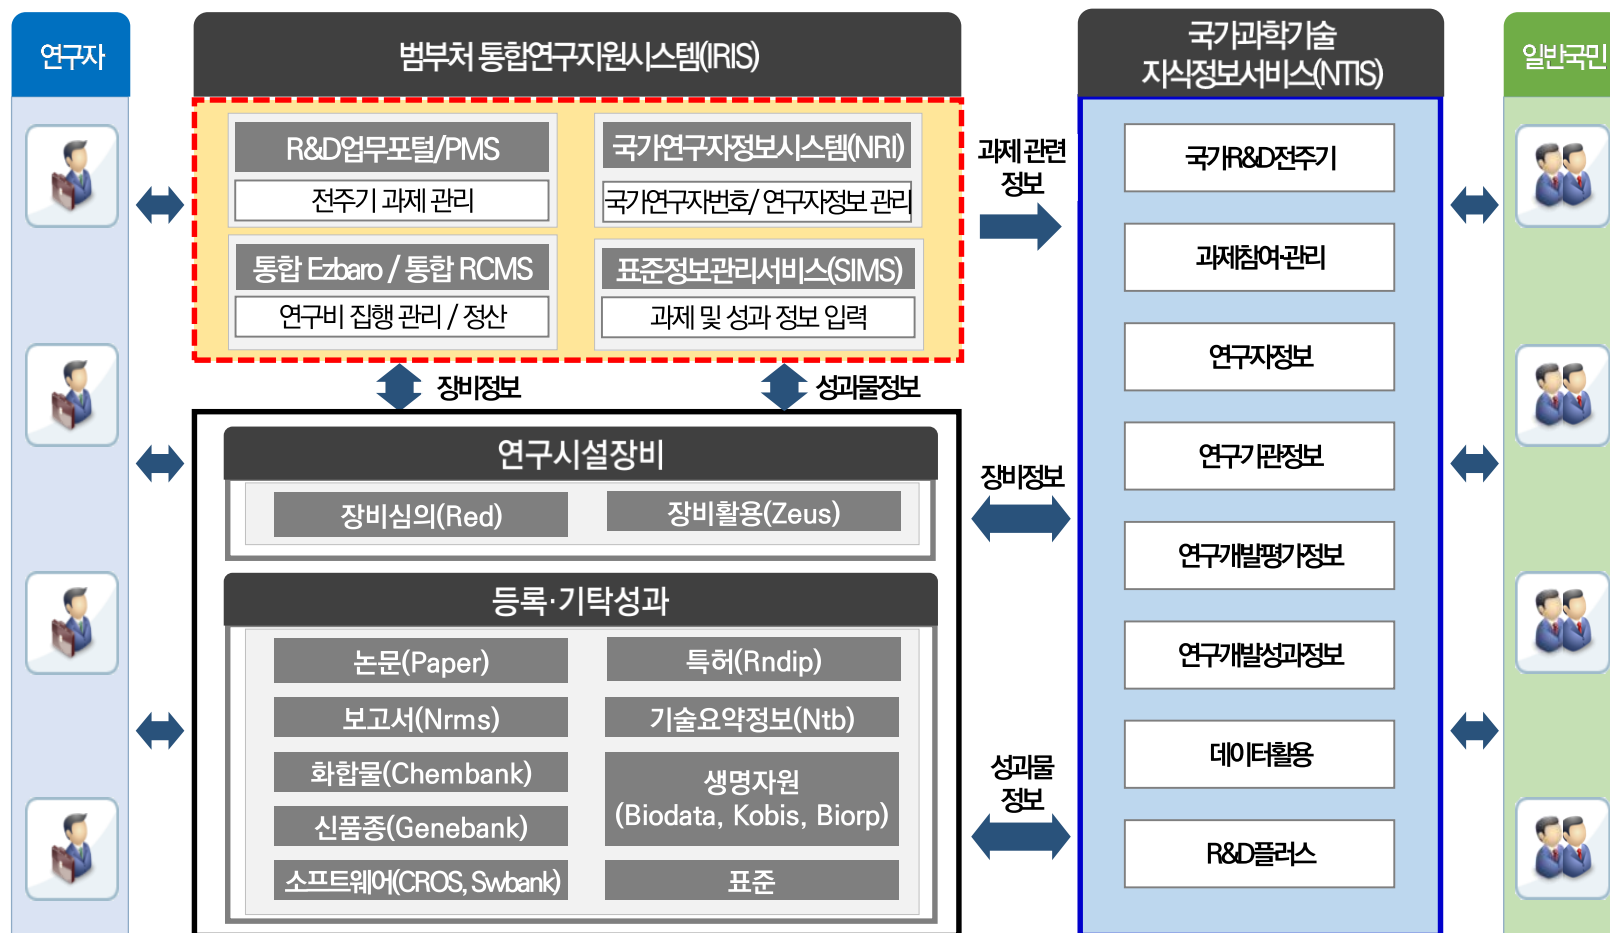 연구자
범부처 통합연구지원시스템(IRIS)
R&D업무포털/PMS
전주기 과제 관리
국가연구자정보시스템(NRI)
국가연구자번호/ 연구자정보 관리
통합 Ezbaro / 통합 RCMS
연구비 집행 관리 / 정산
표준정보관리서비스(SIMS)
과제 및 성과 정보 입력
장비정보
성과물정보
연구시설장비
장비심의(Red)
장비활용(Zeus)
등록·기탁성과
논문(Paper)
특허(Rndip)
보고서(Nrms)
기술요약정보(Ntb)
화합물(Chembank)
생명자원
(Biodata, Kobis, Biorp)
신품종(Genebank)
소프트웨어(CROS, Swbank)
표준
과제 관련
정보
장비정보
성과물
정보
국가과학기술
지식정보서비스(NTIS)
국가R&D전주기
과제참여·관리
연구자정보
연구기관정보
연구개발평가정보
연구개발성과정보
데이터활용
R&D플러스
일반국민